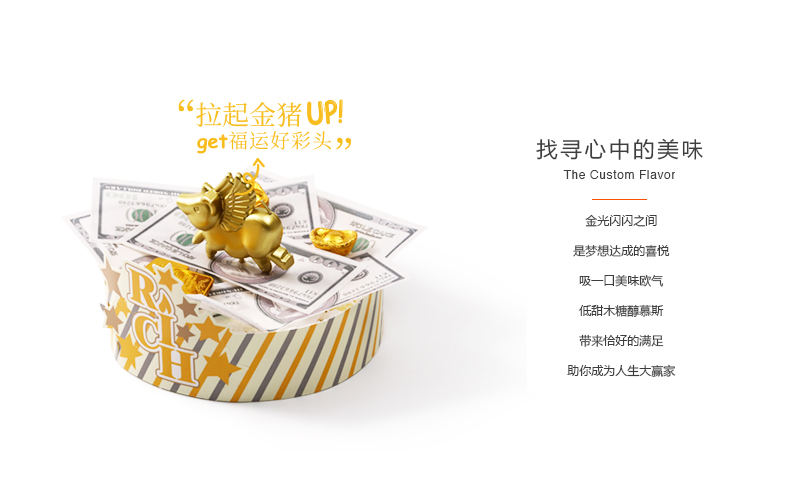 “拉起金猪UP!
get福运好彩头”
RICH
找寻心中的美味
The Custom Flavor
金光闪闪之间
是梦想达成的喜悦
吸一口美味欧气
低甜木糖醇慕斯
带来恰好的满足
助你成为人生大赢家